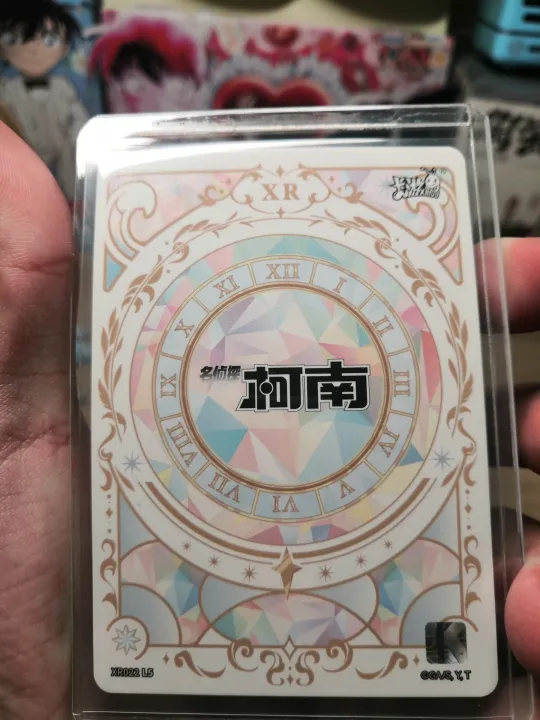 XR
XII
I
II
III
IV
V
VI
VII
VIII
IX
X
XI
名侦探
柯南
XR022 L5
©GA/S, Y, T